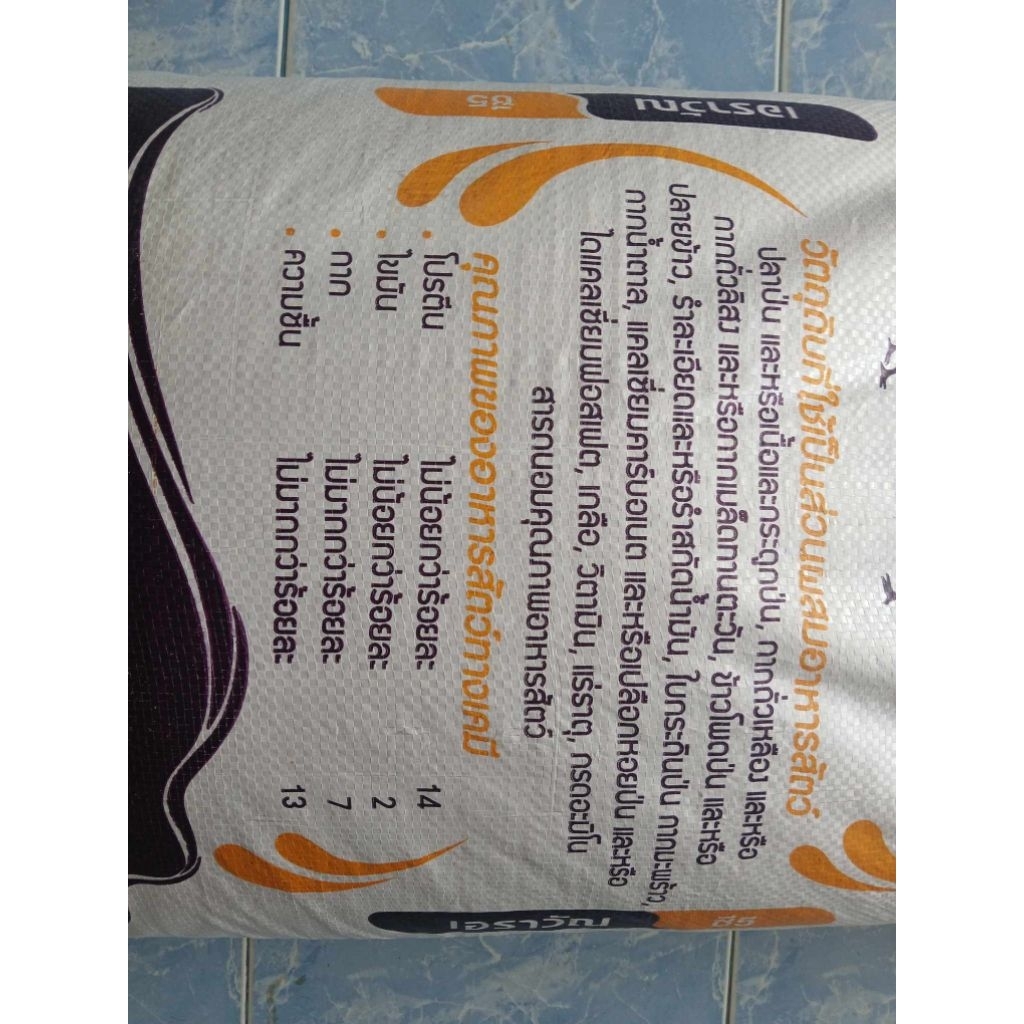 เอราวัณ
ซี5
วัตถุดิบที่ใช้เป็นส่วนผสมอาหารสัตว์
ปลาป่น และหรือเนื้อและกระดูกป่น, กากถั่วเหลือง และหรือ
กากถั่วลิสง และหรือกากเมล็ดทานตะวัน, ข้าวโพดป่น และหรือ
ปลายข้าว, รำละเอียดและหรือรำสกัดน้ำมัน, ใบกระถินป่น กากมะพร้าว,
กากน้ำตาล, แคลเซี่ยมคาร์บอเนต และหรือเปลือกหอยป่น และหรือ
ไดแคลเซี่ยมฟอสเฟต, เกลือ, วิตามิน, แร่ธาตุ, กรดอะมิโน
สารถนอมคุณภาพอาหารสัตว์
คุณภาพของอาหารสัตว์ทางเคมี
• โปรตีน ไม่น้อยกว่าร้อยละ 14
• ไขมัน ไม่น้อยกว่าร้อยละ 2
• กาก ไม่มากกว่าร้อยละ 7
• ความชื้น ไม่มากกว่าร้อยละ 13
ซี5
เอราวัณ